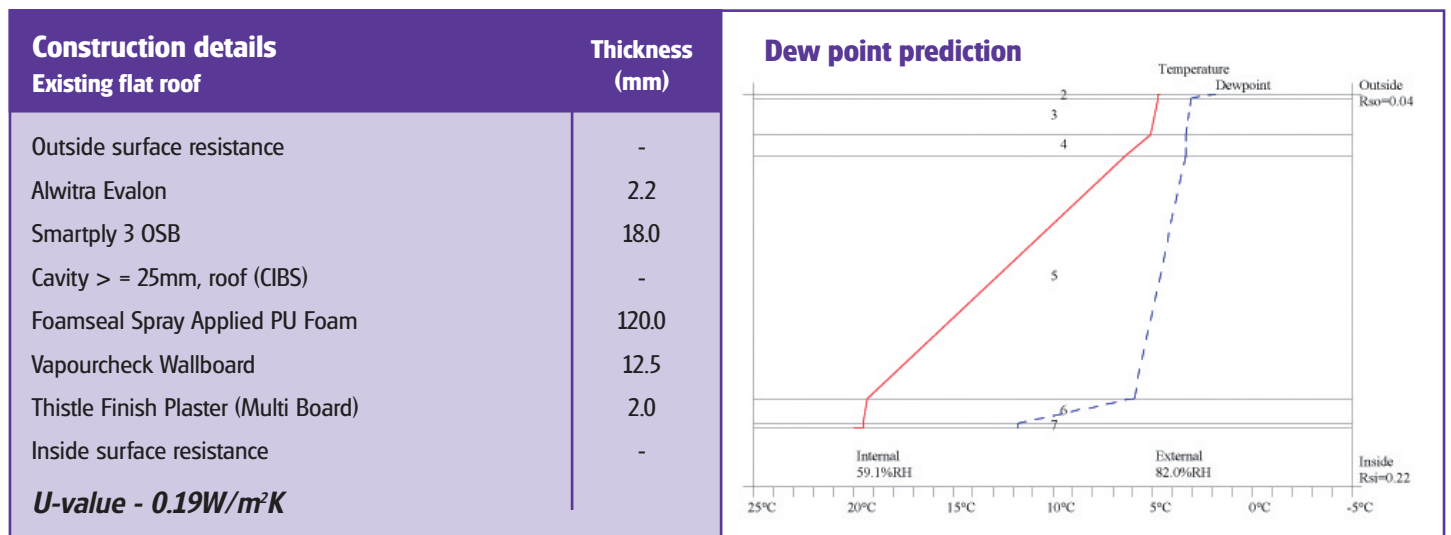 Construction details
Existing flat roof
Thickness
(mm)
Outside surface resistance -
Alwitra Evalon 2.2
Smartply 3 OSB 18.0
Cavity > = 25mm, roof (CIBS) -
Foamseal Spray Applied PU Foam 120.0
Vapourcheck Wallboard 12.5
Thistle Finish Plaster (Multi Board) 2.0
Inside surface resistance -
U-value - 0.19W/m²K
Dew point prediction
Temperature
Dewpoint
Outside
Rso=0.04
2
3
4
5
6
7
Internal
59.1%RH
External
82.0%RH
Inside
Rsi=0.22
25°C 20°C 15°C 10°C 5°C 0°C -5°C